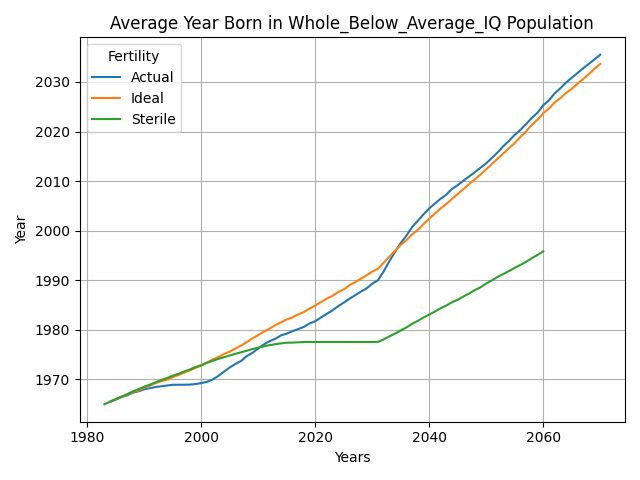 Average Year Born in Whole_Below_Average_IQ Population
Fertility
Actual
Ideal
Sterile
2030
2020
2010
2000
1990
1980
1970
Year
1980
2000
2020
2040
2060
Years